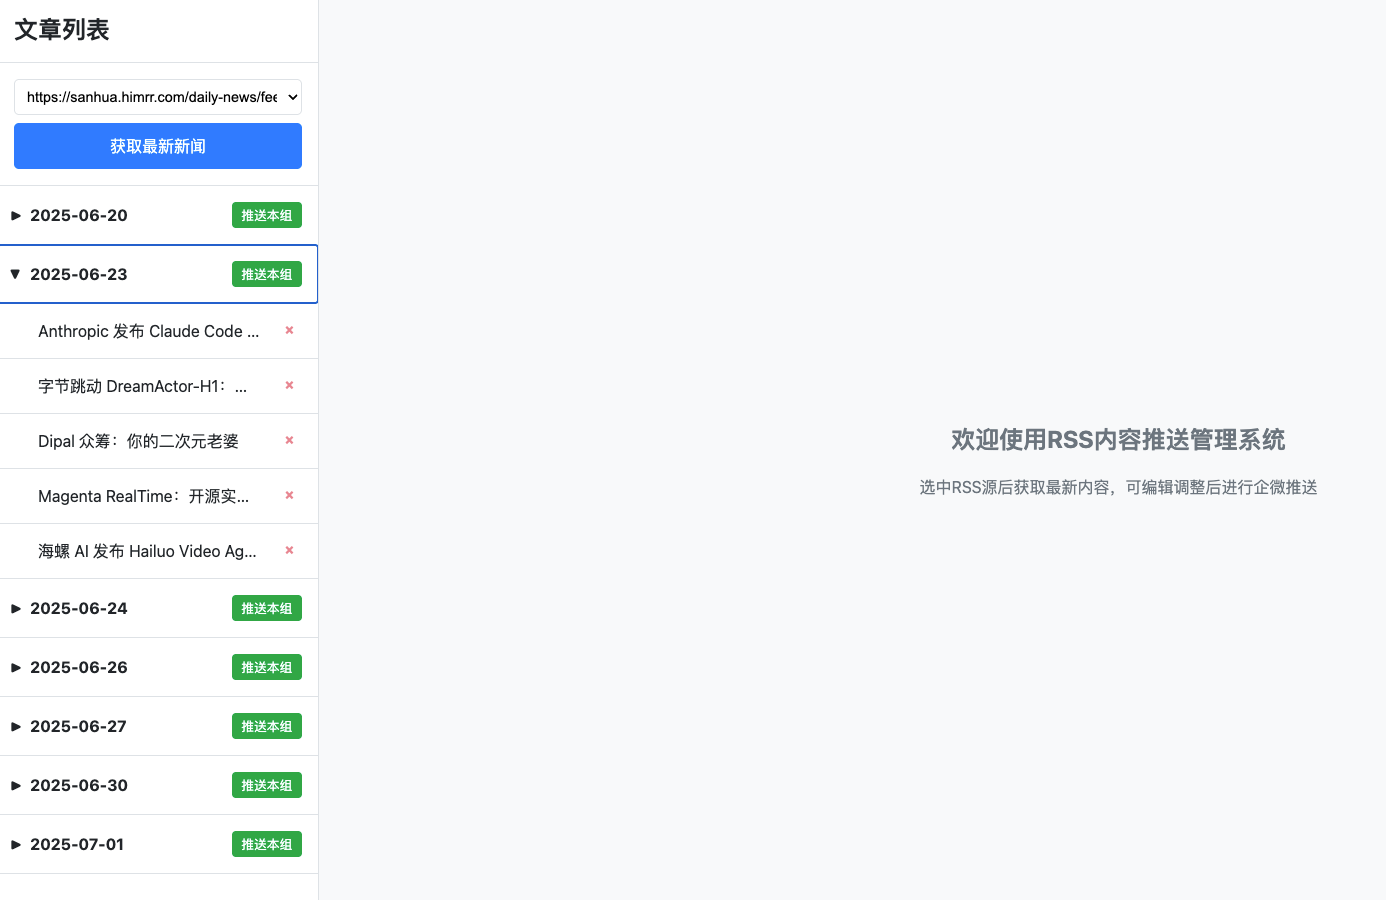 文章列表
https://sanhua.himrr.com/daily-news/fee
获取最新新闻
2025-06-20 推送本组
2025-06-23 推送本组
Anthropic 发布 Claude Code ...
字节跳动 DreamActor-H1：...
Dipal 众筹：你的二次元老婆
Magenta RealTime：开源实...
海螺 AI 发布 Hailuo Video Ag...
2025-06-24 推送本组
2025-06-26 推送本组
2025-06-27 推送本组
2025-06-30 推送本组
2025-07-01 推送本组
欢迎使用RSS内容推送管理系统
选中RSS源后获取最新内容，可编辑调整后进行企微推送